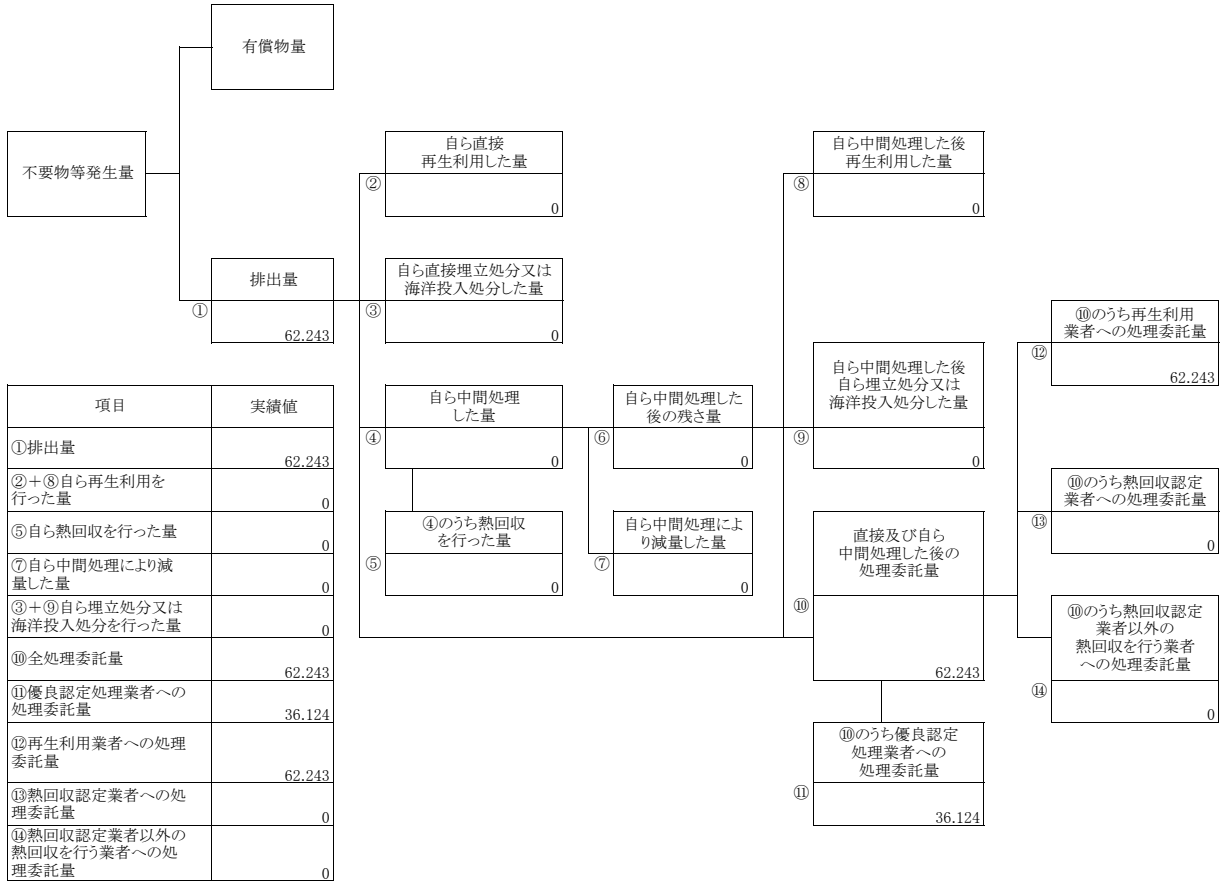 有償物量
不要物等発生量
自ら直接
再生利用した量
②
0
自ら中間処理した後
再生利用した量
⑧
0
排出量
①
62.243
自ら直接埋立処分又は
海洋投入処分した量
③
0
⑩のうち再生利用
業者への処理委託量
⑫
62.243
自ら中間処理
した量
④
0
自ら中間処理した
後の残さ量
⑥
0
自ら中間処理した後
自ら埋立処分又は
海洋投入処分した量
⑨
0
⑩のうち熱回収認定
業者への処理委託量
⑬
0
④のうち熱回収
を行った量
⑤
0
自ら中間処理によ
り減量した量
⑦
0
直接及び自ら
中間処理した後の
処理委託量
⑩
62.243
⑩のうち熱回収認定
業者以外の
熱回収を行う業者
への処理委託量
⑭
0
⑩のうち優良認定
処理業者への
処理委託量
⑪
36.124
項目 実績値
①排出量
62.243
②+⑧自ら再生利用を
行った量
0
⑤自ら熱回収を行った量
0
⑦自ら中間処理により減
量した量
0
③+⑨自ら埋立処分又は
海洋投入処分を行った量
0
⑩全処理委託量
62.243
⑪優良認定処理業者への
処理委託量
36.124
⑫再生利用業者への処理
委託量
62.243
⑬熱回収認定業者への処
理委託量
0
⑭熱回収認定業者以外の
熱回収を行う業者への処
理委託量
0